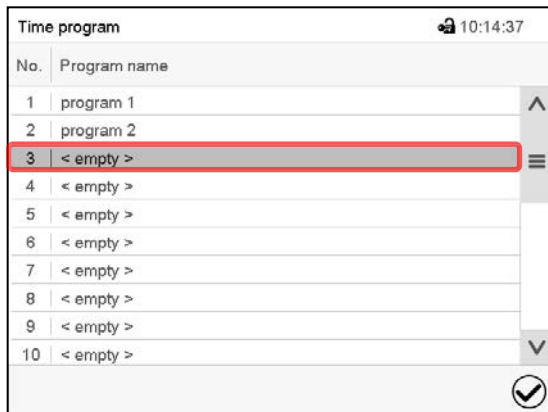 Time program 10:14:37
No. Program name
1 program 1
2 program 2
3 < empty >
4 < empty >
5 < empty >
6 < empty >
7 < empty >
8 < empty >
9 < empty >
10 < empty >